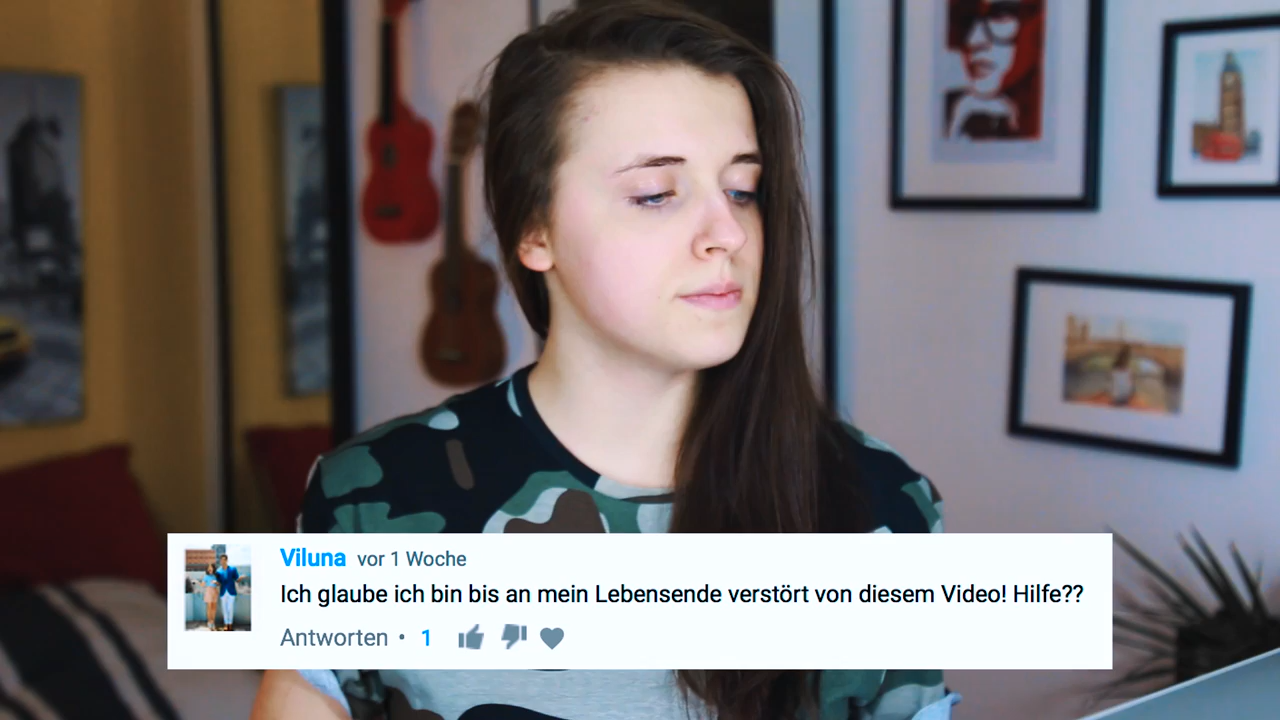 Viluna vor 1 Woche
Ich glaube ich bin bis an mein Lebensende verstört von diesem Video! Hilfe??
Antworten • 1